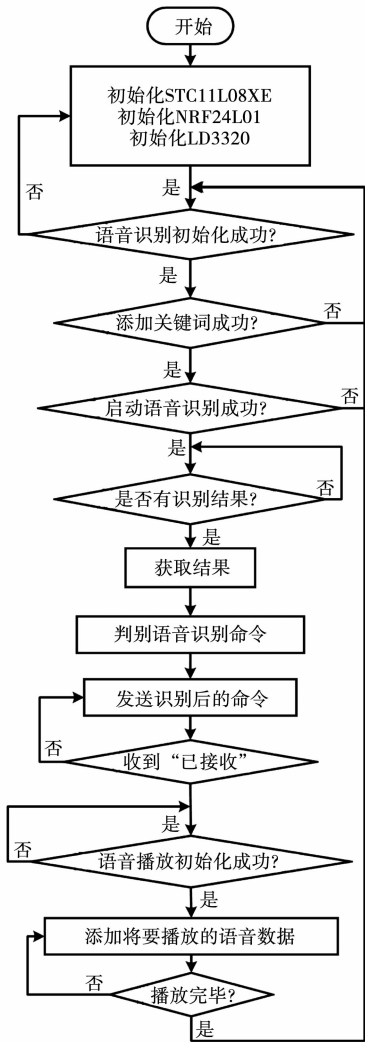 开始
初始化STC11L08XE
初始化NRF24L01
初始化LD3320
是
否
语音识别初始化成功?
是
否
添加关键词成功?
是
否
启动语音识别成功?
是
是否有识别结果?
否
是
获取结果
判别语音识别命令
发送识别后的命令
否
收到“已接收”
是
否
语音播放初始化成功?
是
添加将要播放的语音数据
否
播放完毕?
是